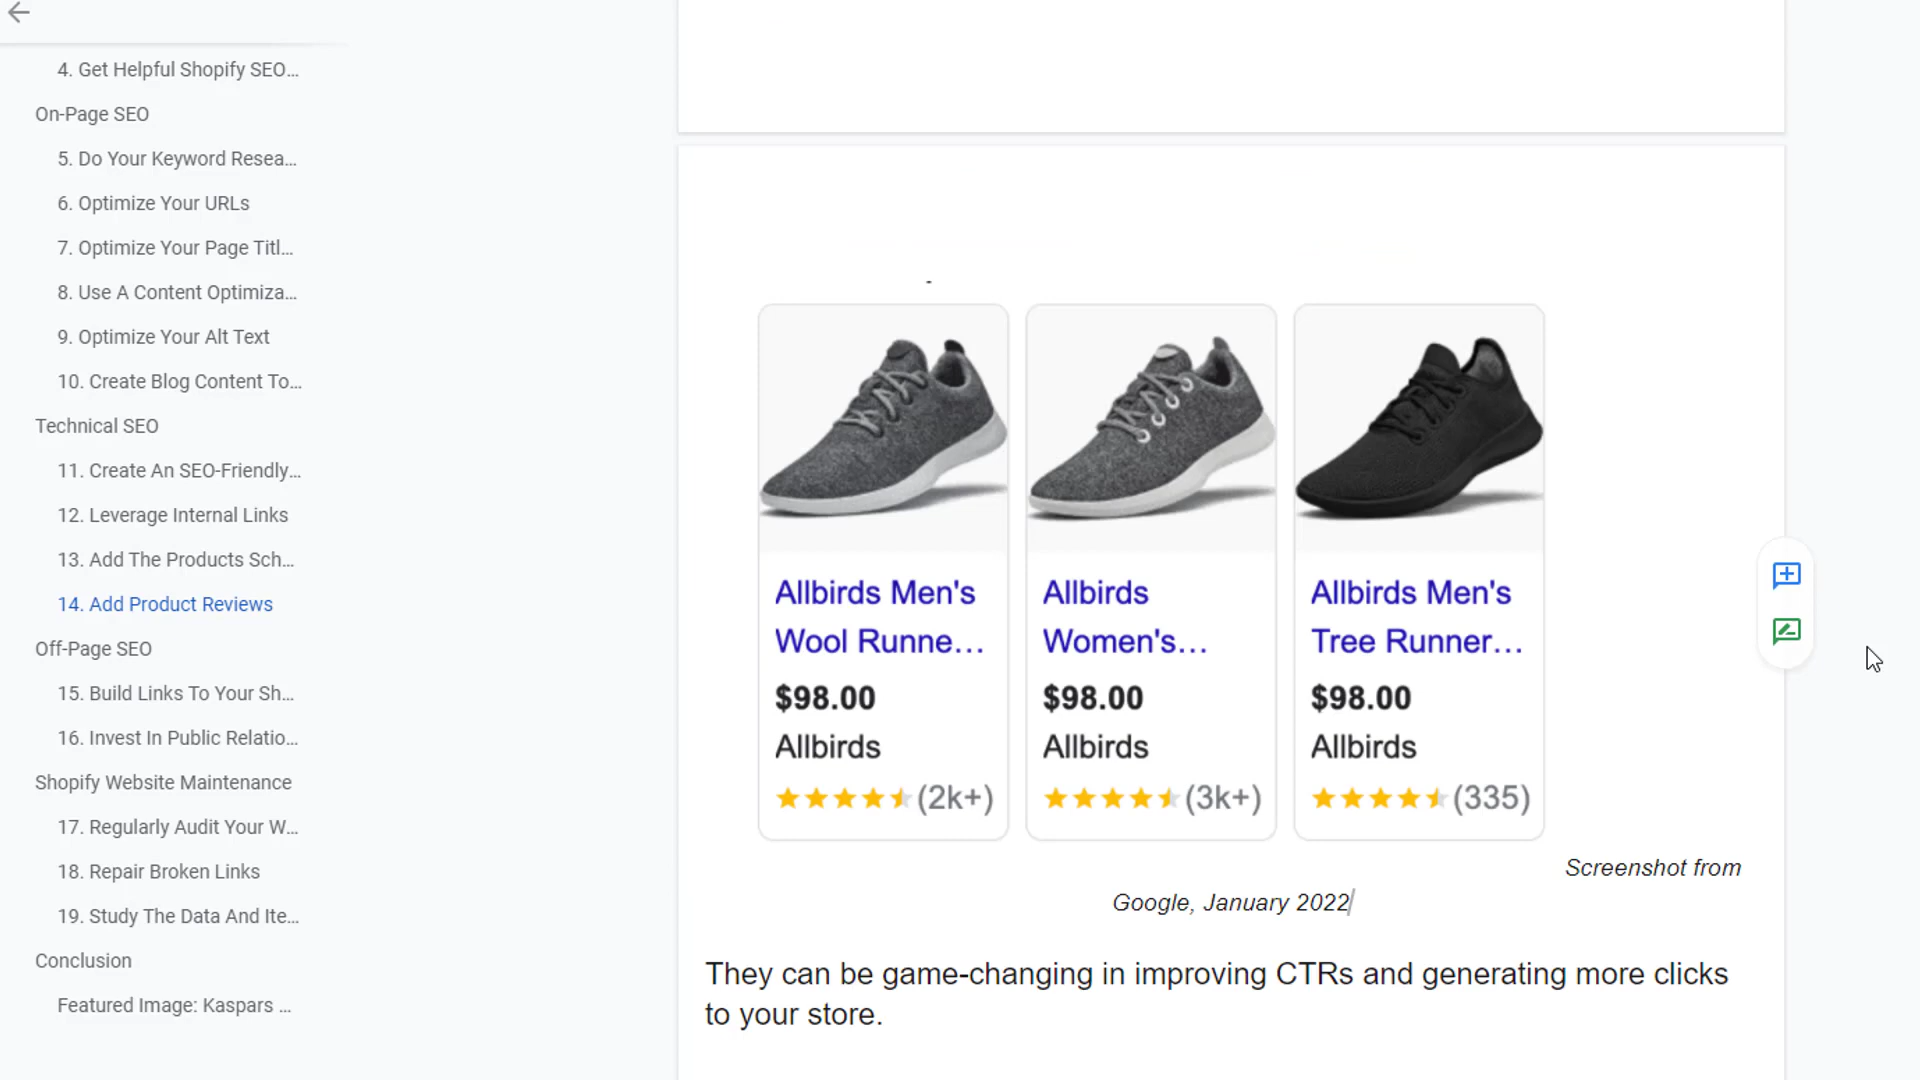 4. Get Helpful Shopify SEO...
On-Page SEO
5. Do Your Keyword Resea...
6. Optimize Your URLs
7. Optimize Your Page Titl...
8. Use A Content Optimiza...
9. Optimize Your Alt Text
10. Create Blog Content To...
Technical SEO
11. Create An SEO-Friendly...
12. Leverage Internal Links
13. Add The Products Sch...
14. Add Product Reviews
Off-Page SEO
15. Build Links To Your Sh...
16. Invest In Public Relatio...
Shopify Website Maintenance
17. Regularly Audit Your W...
18. Repair Broken Links
19. Study The Data And Ite...
Conclusion
Featured Image: Kaspars ...
Allbirds Men's
Wool Runne...
$98.00
Allbirds
(2k+)
Allbirds
Women's...
$98.00
Allbirds
(3k+)
Allbirds Men's
Tree Runner...
$98.00
Allbirds
(335)
Screenshot from
Google, January 2022
They can be game-changing in improving CTRs and generating more clicks
to your store.